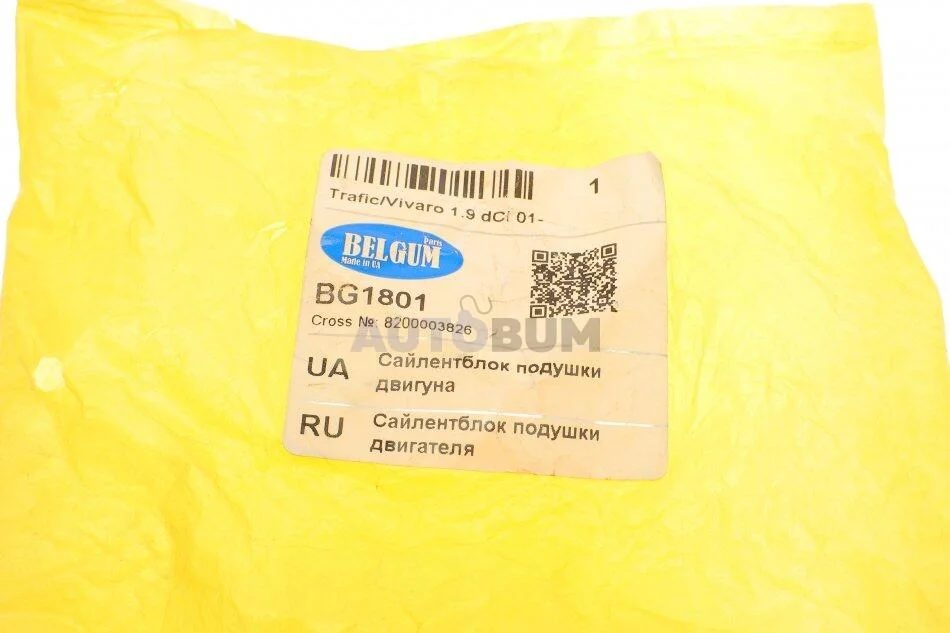 1
Trafic/Vivaro 1.9 dCi 01-
BELGUM
Paris
Made in UA
BG1801
Cross №: 8200003826
AUTOBUM
UA Сайлентблок подушки
двигуна
RU Сайлентблок подушки
двигателя